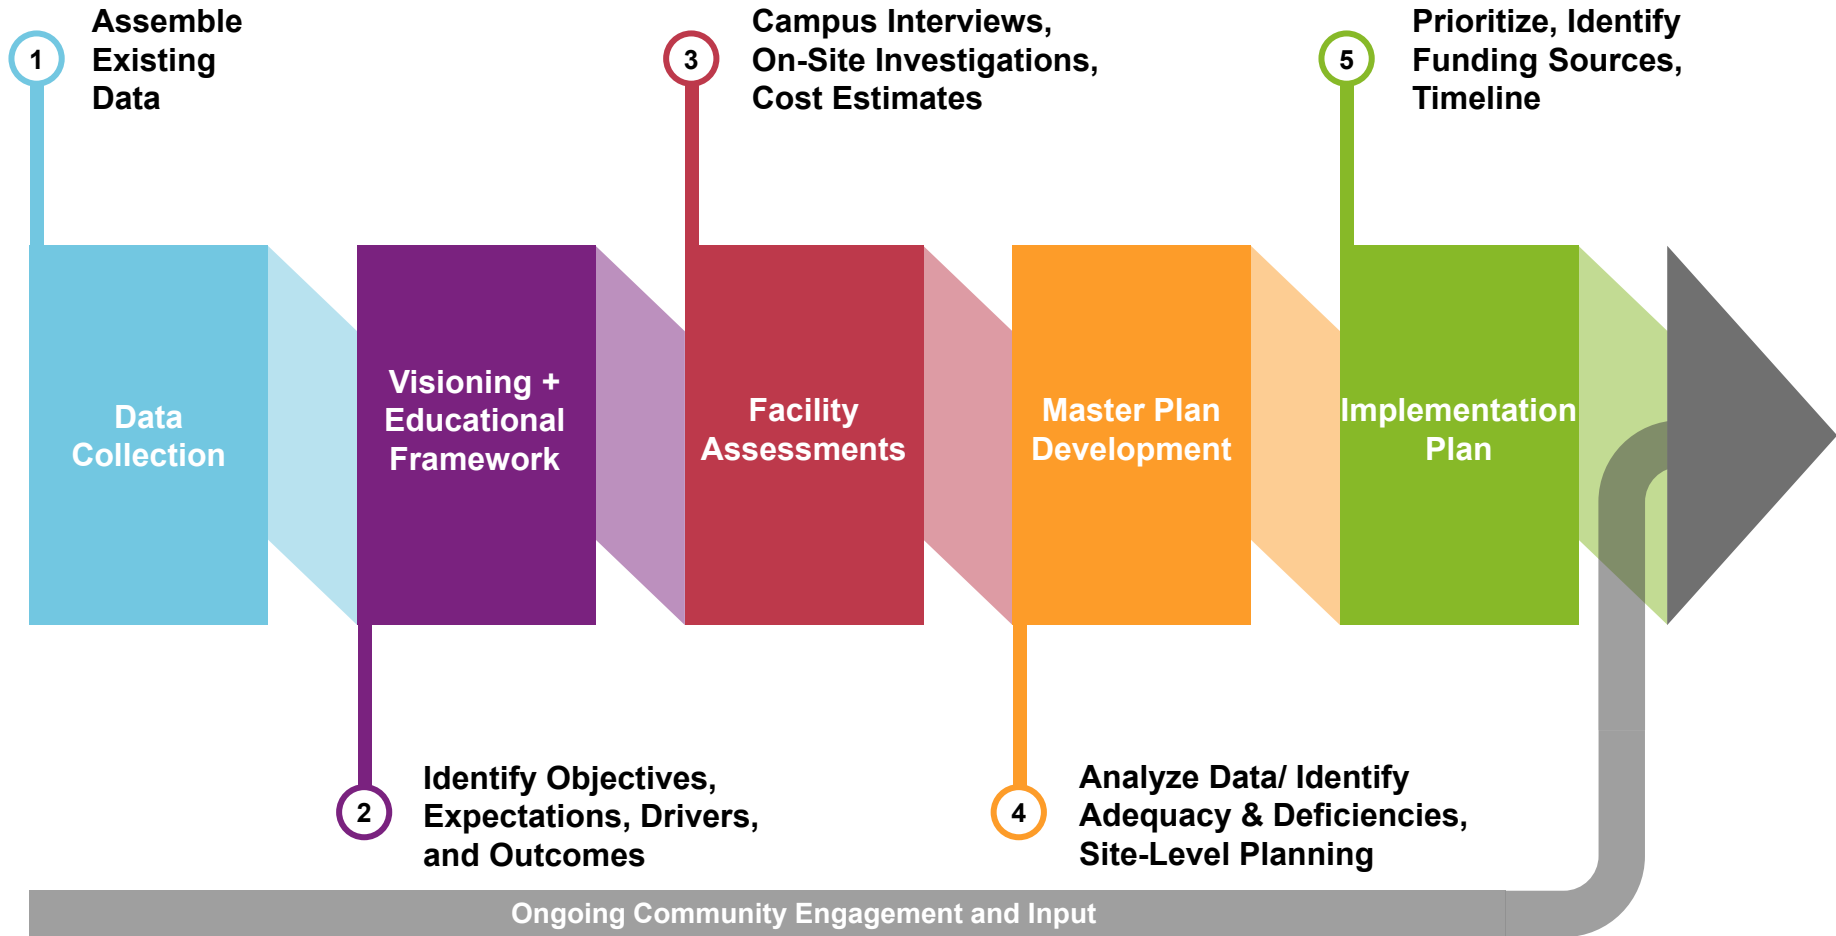 1
Assemble
Existing
Data
3
Campus Interviews,
On-Site Investigations,
Cost Estimates
5
Prioritize, Identify
Funding Sources,
Timeline
Data
Collection
Visioning +
Educational
Framework
Facility
Assessments
Master Plan
Development
Implementation
Plan
2
Identify Objectives,
Expectations, Drivers,
and Outcomes
4
Analyze Data/ Identify
Adequacy & Deficiencies,
Site-Level Planning
Ongoing Community Engagement and Input